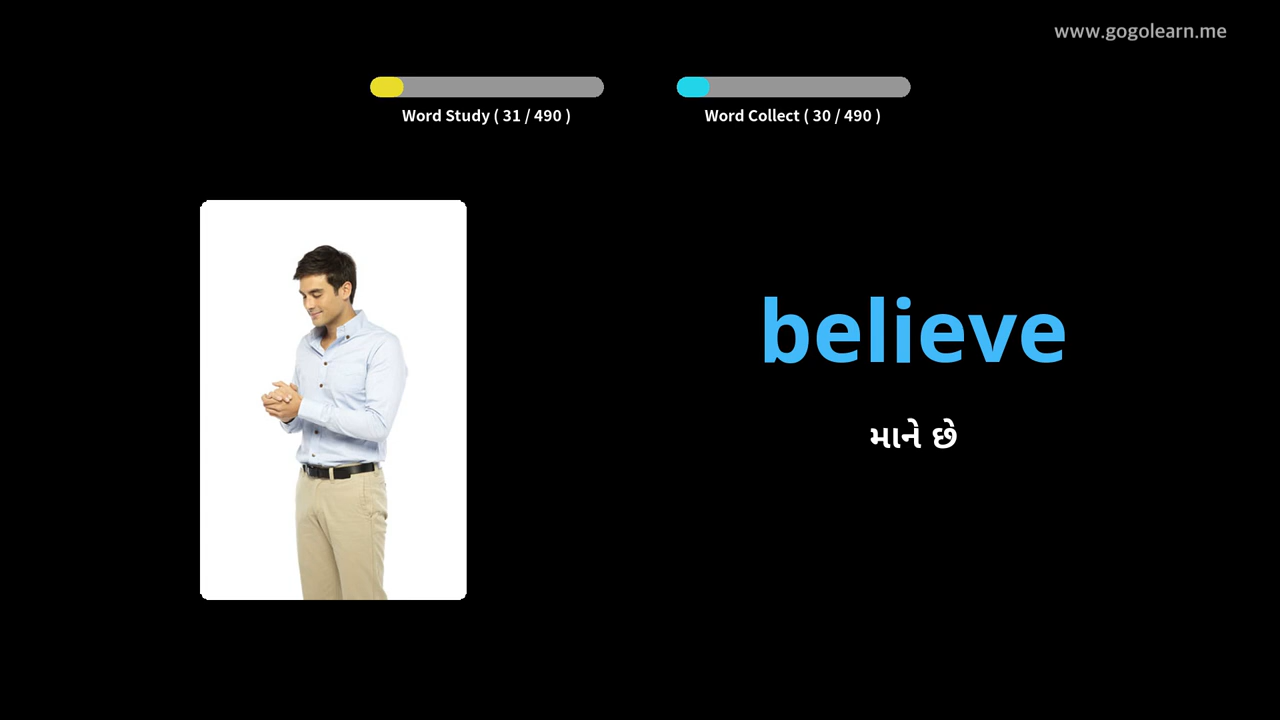 www.gogolearn.me
Word Study ( 31 / 490 )
Word Collect ( 30 / 490 )
believe
માને છે